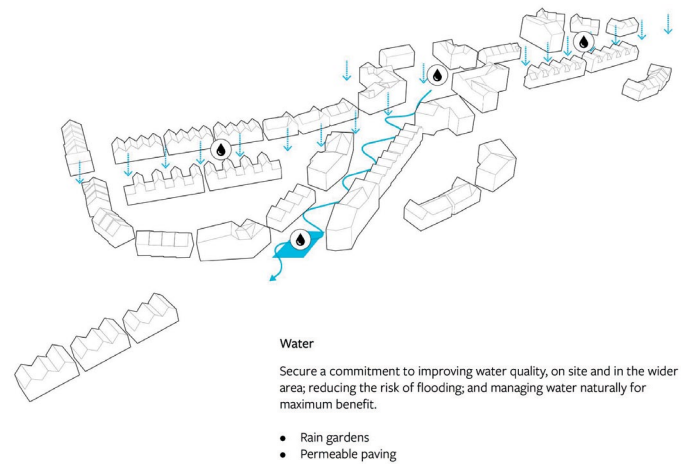 Water
Secure a commitment to improving water quality, on site and in the wider
area; reducing the risk of flooding; and managing water naturally for
maximum benefit.
● Rain gardens
● Permeable paving